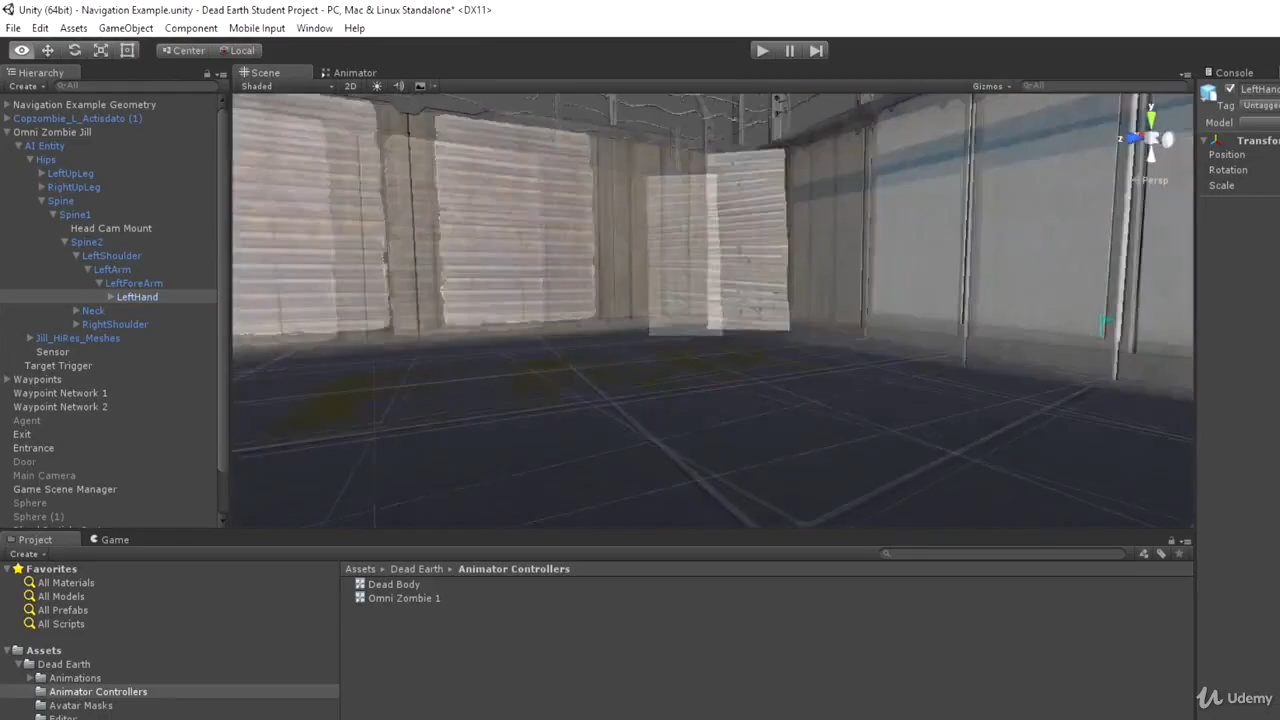 Unity (64bit) - Navigation Example.unity - Dead Earth Student Project - PC, Mac & Linux Standalone* <DX11>
File Edit Assets GameObject Component Mobile Input Window Help
Center Local
Hierarchy Scene Animator Console
Create All Shaded 2D Gizmos All LeftHand
Tag Untagged
Model
Transfor
Position
Rotation
Scale
y
z
Persp
Navigation Example Geometry
Copzombie_L_Actisdato (1)
Omni Zombie Jill
AI Entity
Hips
LeftUpLeg
RightUpLeg
Spine
Spine1
Head Cam Mount
Spine2
LeftShoulder
LeftArm
LeftForeArm
LeftHand
Neck
RightShoulder
Jill_HiRes_Meshes
Sensor
Target Trigger
Waypoints
Waypoint Network 1
Waypoint Network 2
Agent
Exit
Entrance
Door
Main Camera
Game Scene Manager
Sphere
Sphere (1)
Project Game
Create
Favorites
All Materials
All Models
All Prefabs
All Scripts
Assets
Dead Earth
Animations
Animator Controllers
Avatar Masks
Editor
Assets Dead Earth Animator Controllers
Dead Body
Omni Zombie 1
Udemy